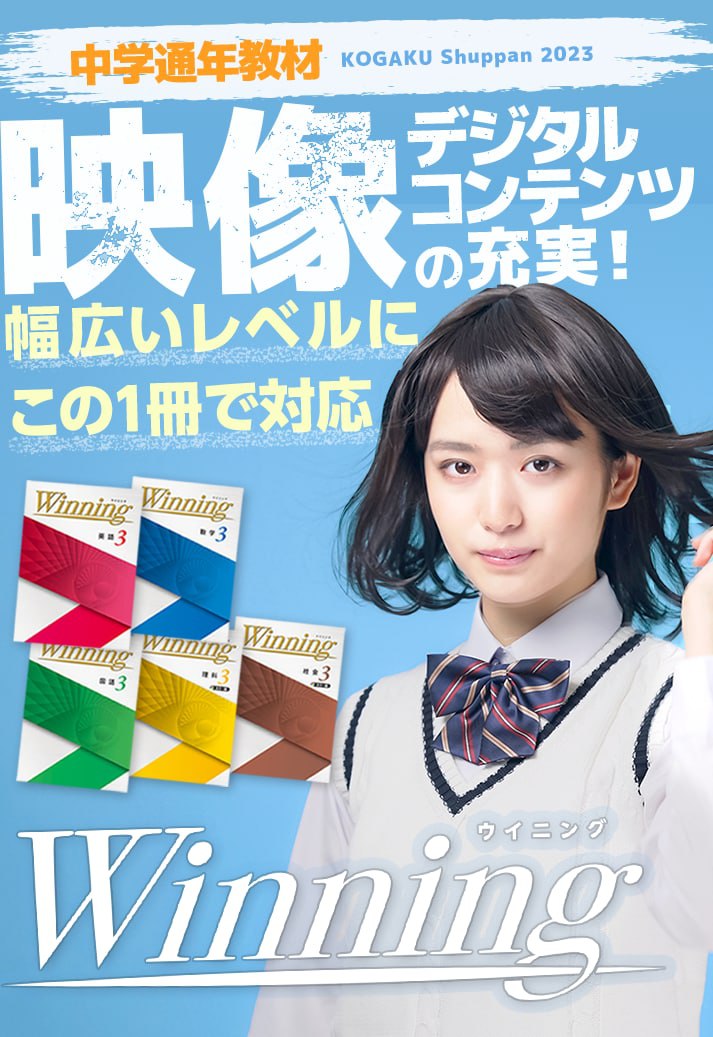 中学通年教材 KOGAKU Shuppan 2023
映像デジタル
コンテンツ
の充実！
幅広いレベルに
この1冊で対応
Winning
英語3
Winning
数学3
Winning
国語3
Winning
理科3
Winning
社会3
ウイニング
Winning